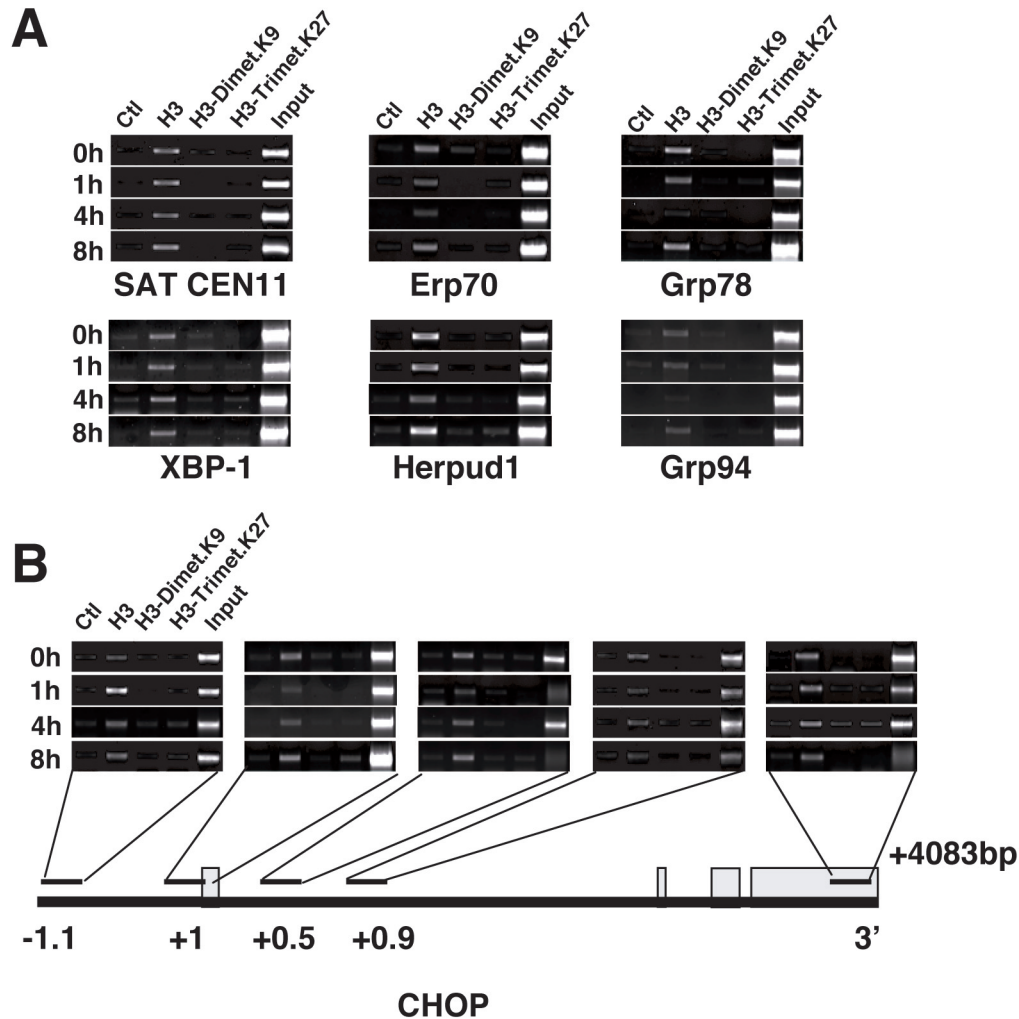 A
Ctl H3 H3-Dimet.K9 H3-Trimet.K27 Input
Ctl H3 H3-Dimet.K9 H3-Trimet.K27 Input
Ctl H3 H3-Dimet.K9 H3-Trimet.K27 Input
0h
1h
4h
8h
SAT CEN11 Erp70 Grp78
0h
1h
4h
8h
XBP-1 Herpud1 Grp94
B
Ctl H3 H3-Dimet.K9 H3-Trimet.K27 Input
0h
1h
4h
8h
+4083bp
-1.1 +1 +0.5 +0.9 3’
CHOP